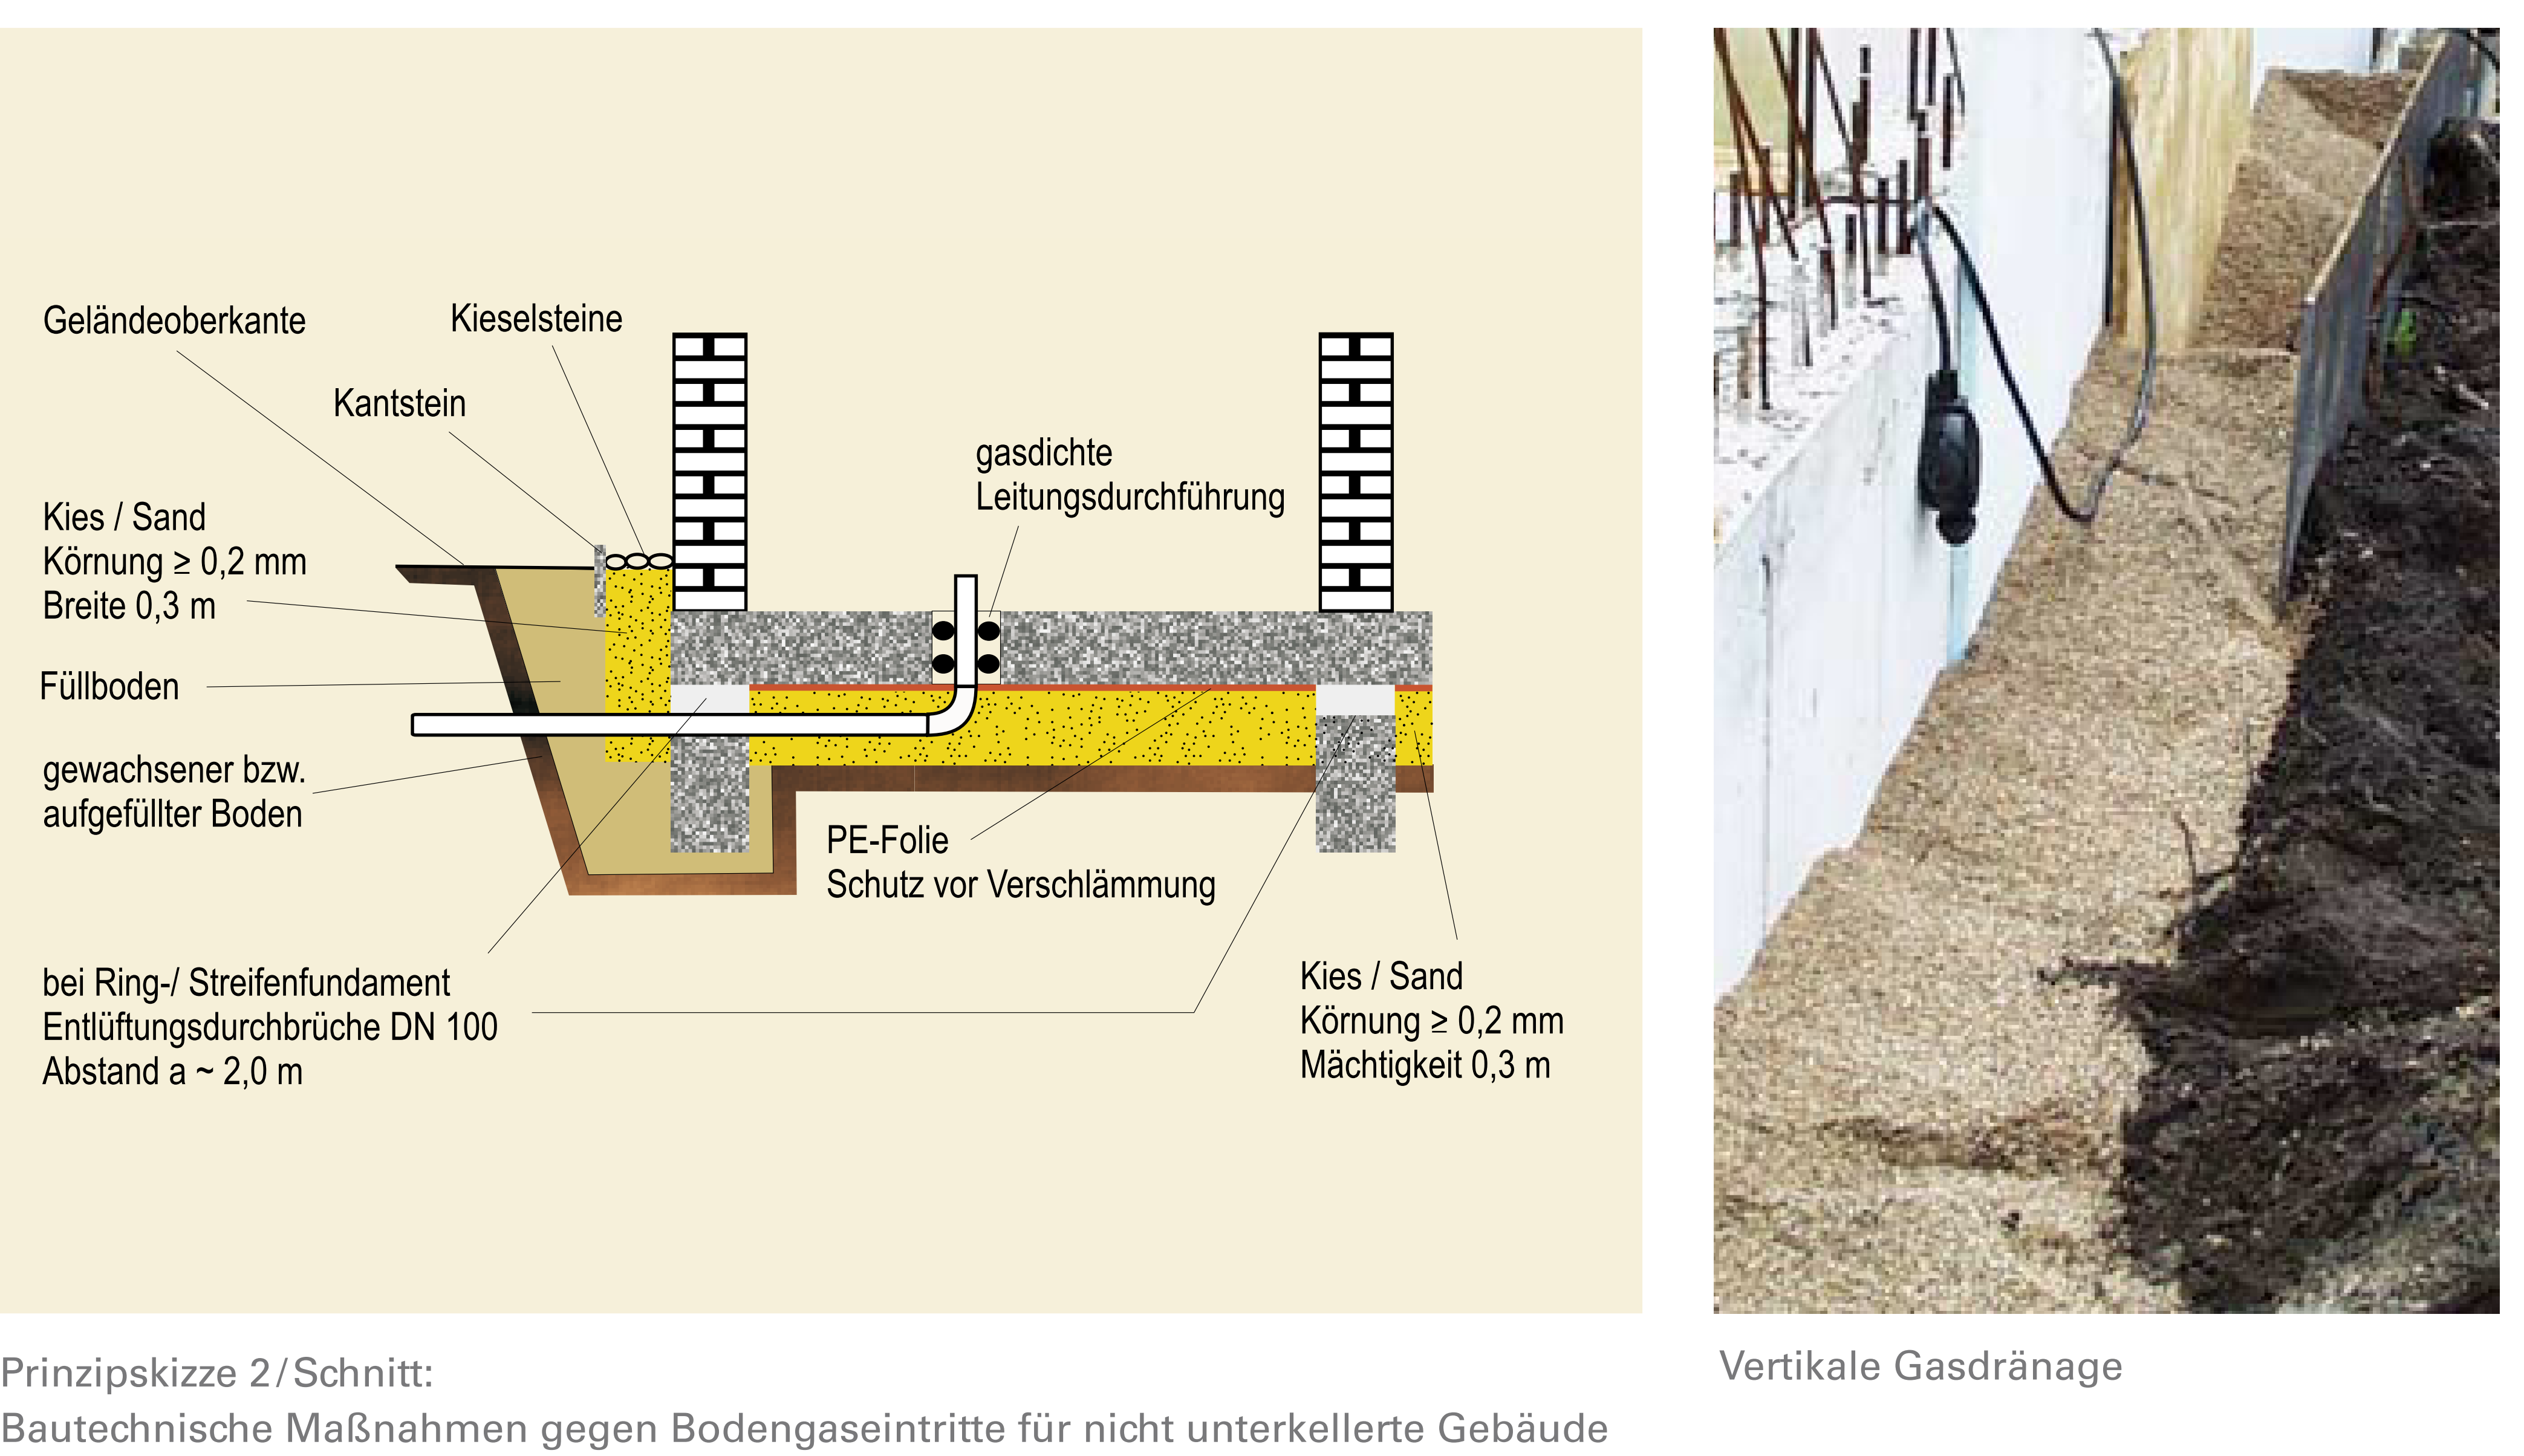 Geländeoberkante
Kieselsteine
Kantstein
gasdichte
Leitungsdurchführung
Kies / Sand
Körnung ≥ 0,2 mm
Breite 0,3 m
Füllboden
gewachsener bzw.
aufgefüllter Boden
PE-Folie
Schutz vor Verschlämmung
bei Ring-/ Streifenfundament
Entlüftungsdurchbrüche DN 100
Abstand a ~ 2,0 m
Kies / Sand
Körnung ≥ 0,2 mm
Mächtigkeit 0,3 m
Prinzipskizze 2/Schnitt:
Bautechnische Maßnahmen gegen Bodengaseintritte für nicht unterkellerte Gebäude
Vertikale Gasdränage